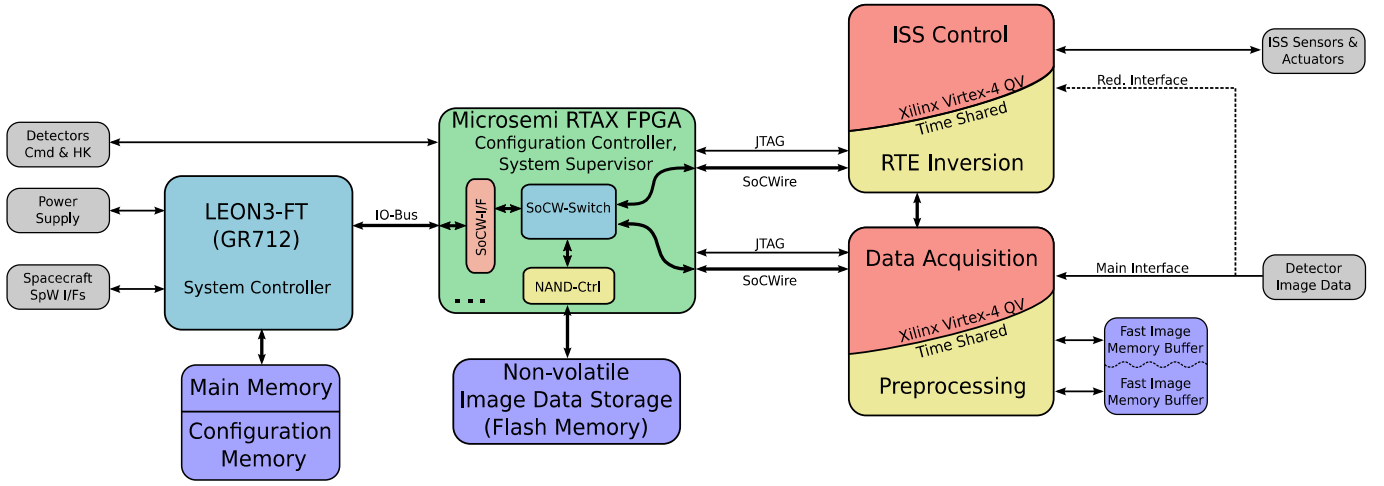 Detectors
Cmd & HK
Power
Supply
Spacecraft
SpW I/Fs
LEON3-FT
(GR712)
System Controller
Main Memory
Configuration
Memory
IO-Bus
Microsemi RTAX FPGA
Configuration Controller,
System Supervisor
SoCW-I/F
SoCW-Switch
NAND-Ctrl
...
Non-volatile
Image Data Storage
(Flash Memory)
JTAG
SoCWire
JTAG
SoCWire
ISS Control
Xilinx Virtex-4 QV
Time Shared
RTE Inversion
Data Acquisition
Xilinx Virtex-4 QV
Time Shared
Preprocessing
ISS Sensors &
Actuators
Red. Interface
Main Interface
Detector
Image Data
Fast Image
Memory Buffer
Fast Image
Memory Buffer